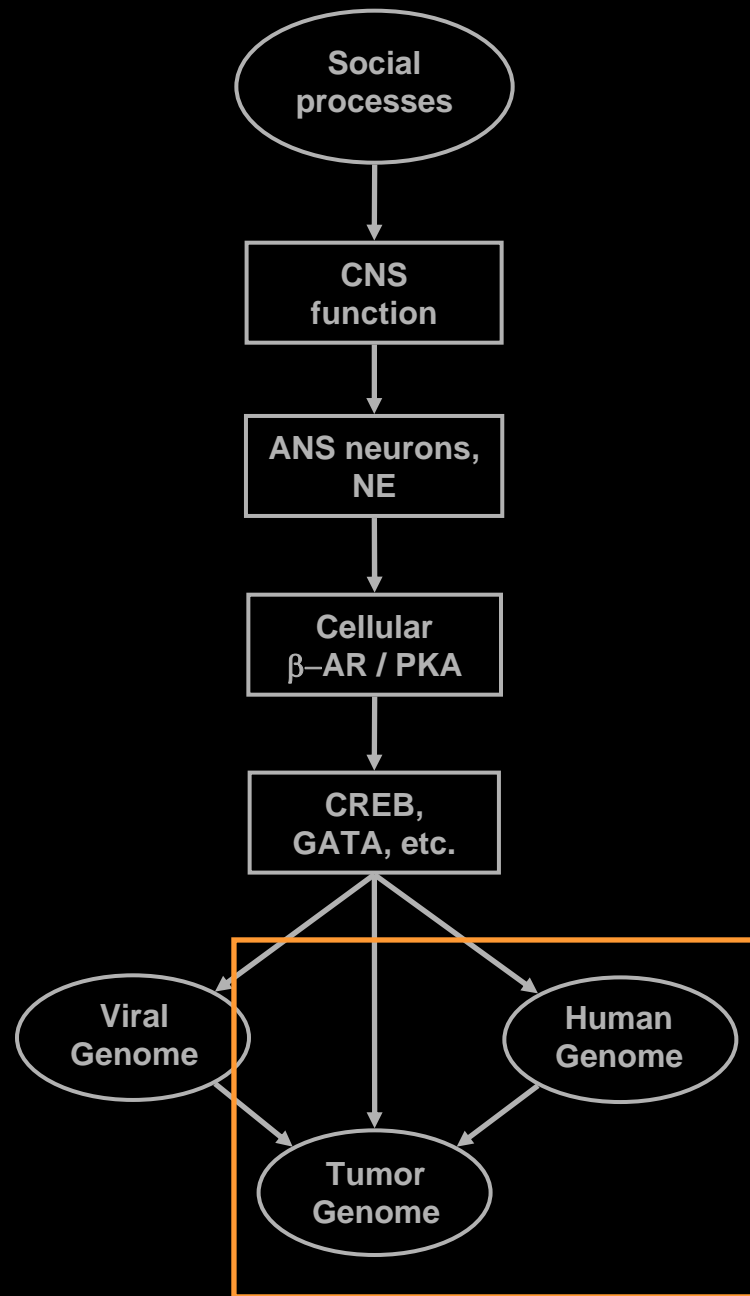 Social
processes
CNS
function
ANS neurons,
NE
Cellular
β–AR / PKA
CREB,
GATA, etc.
Viral
Genome
Human
Genome
Tumor
Genome